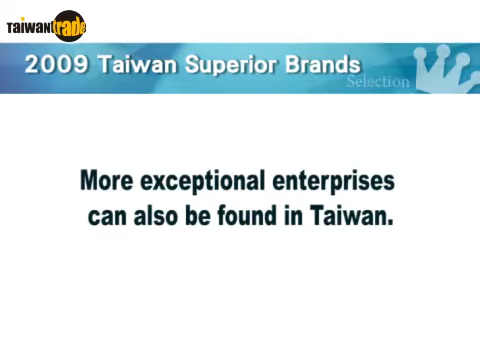 Taiwantrade
2009 Taiwan Superior Brands
Selection
More exceptional enterprises
can also be found in Taiwan.